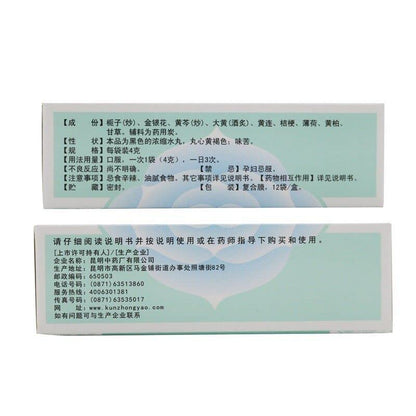 【成    份】栀子(炒)、金银花、黄芩(炒)、大黄(酒炙)、黄连、桔梗、薄荷、黄柏、
甘草。辅料为药用炭。
【性    状】本品为黑色的浓缩水丸；丸心黄褐色；味苦。
【规    格】每袋装4克
【用法用量】口服。一次1袋（4克），一日3次。
【不良反应】尚不明确。【禁    忌】孕妇忌服。
【注意事项】忌食辛辣、油腻食物。其它事项详见说明书。【药物相互作用】详见说明书。
【贮    藏】密封。【包    装】复合膜，12袋/盒。
请仔细阅读说明书并按说明使用或在药师指导下购买和使用。
[上市许可持有人]/[生产企业]
企业名称：昆明中药厂有限公司
生产地址：昆明市高新区马金铺街道办事处照塘街82号
邮政编码：650503
电话号码：(0871)63513860
服务热线：4006301381
传真号码：(0871)63535017
网    址：www.kunzhongyao.com
如有问题可与生产企业联系